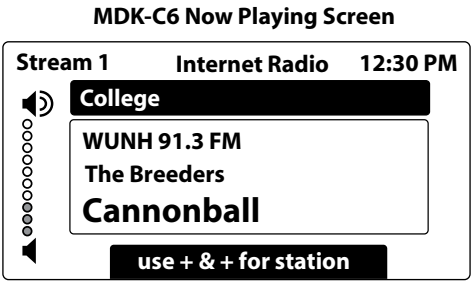 MDK-C6 Now Playing Screen
Stream 1 Internet Radio 12:30 PM
College
WUNH 91.3 FM
The Breeders
Cannonball
use + & + for station